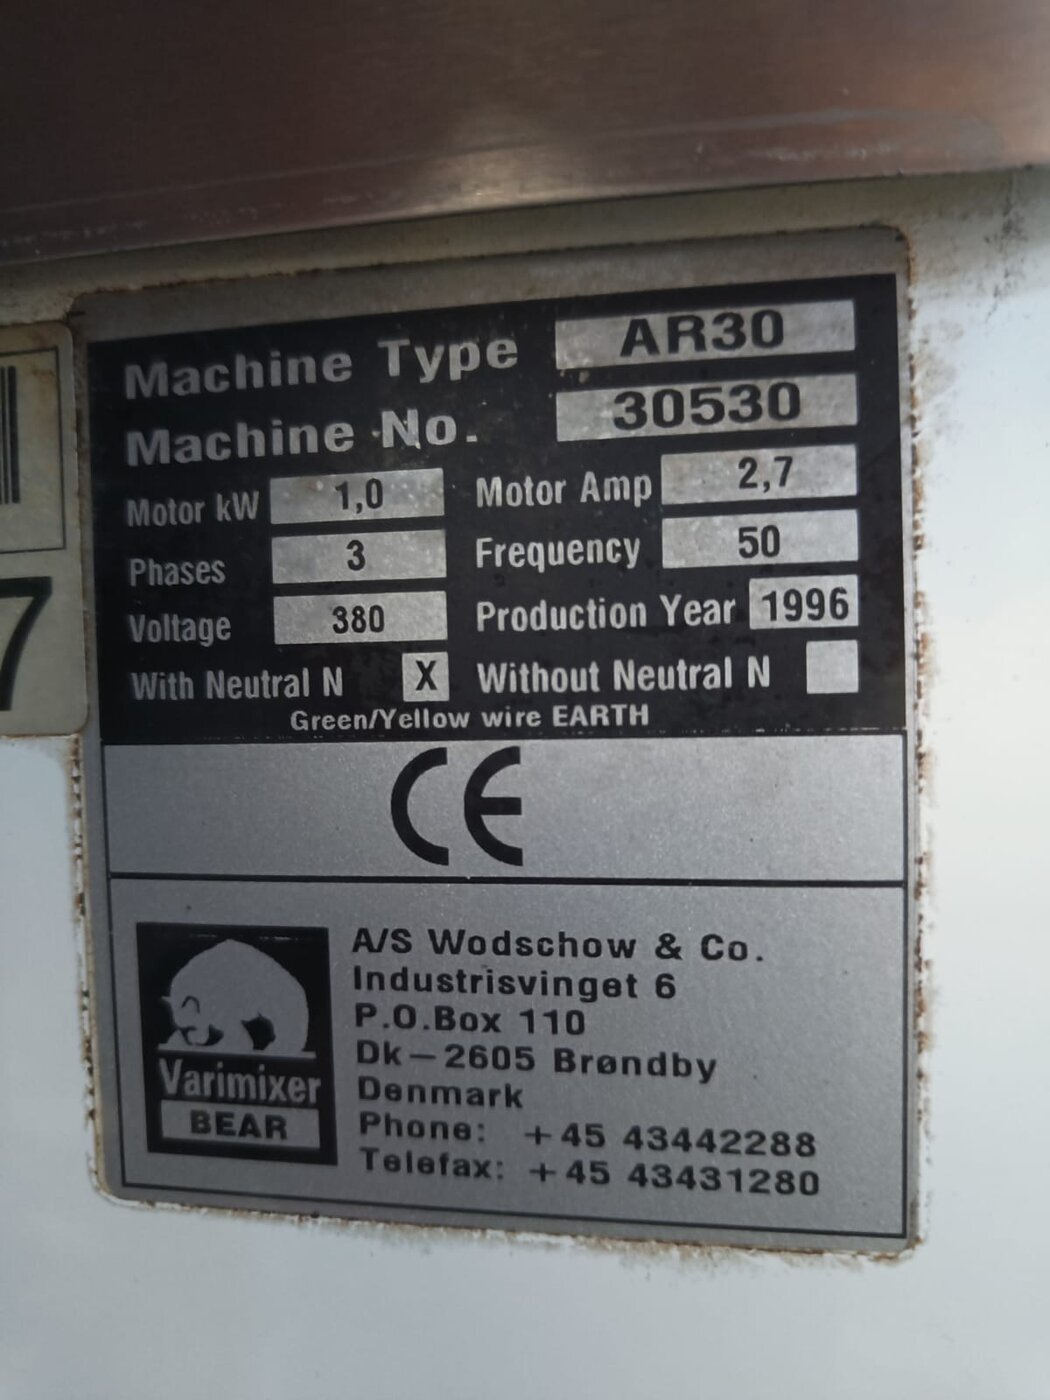 Machine Type AR30
Machine No. 30530
Motor kW 1,0 Motor Amp 2,7
Phases 3 Frequency 50
Voltage 380 Production Year 1996
With Neutral N X Without Neutral N
Green/Yellow wire EARTH
CE
Varimixer
BEAR
A/S Wodschow & Co.
Industrisvinget 6
P.O.Box 110
Dk-2605 Brøndby
Denmark
Phone: +45 43442288
Telefax: +45 43431280
7